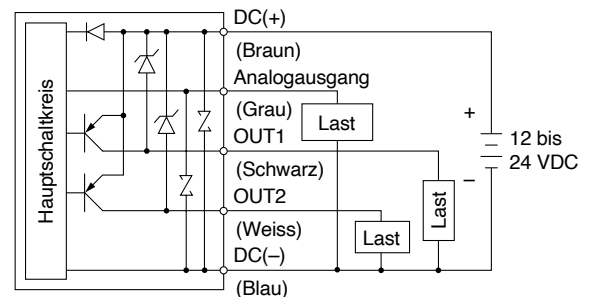 Hauptschaltkreis
DC(+)
(Braun)
Analogausgang
(Grau)
OUT1
(Schwarz)
OUT2
(Weiss)
DC(–)
(Blau)
Last
Last
Last
+
–
12 bis
24 VDC